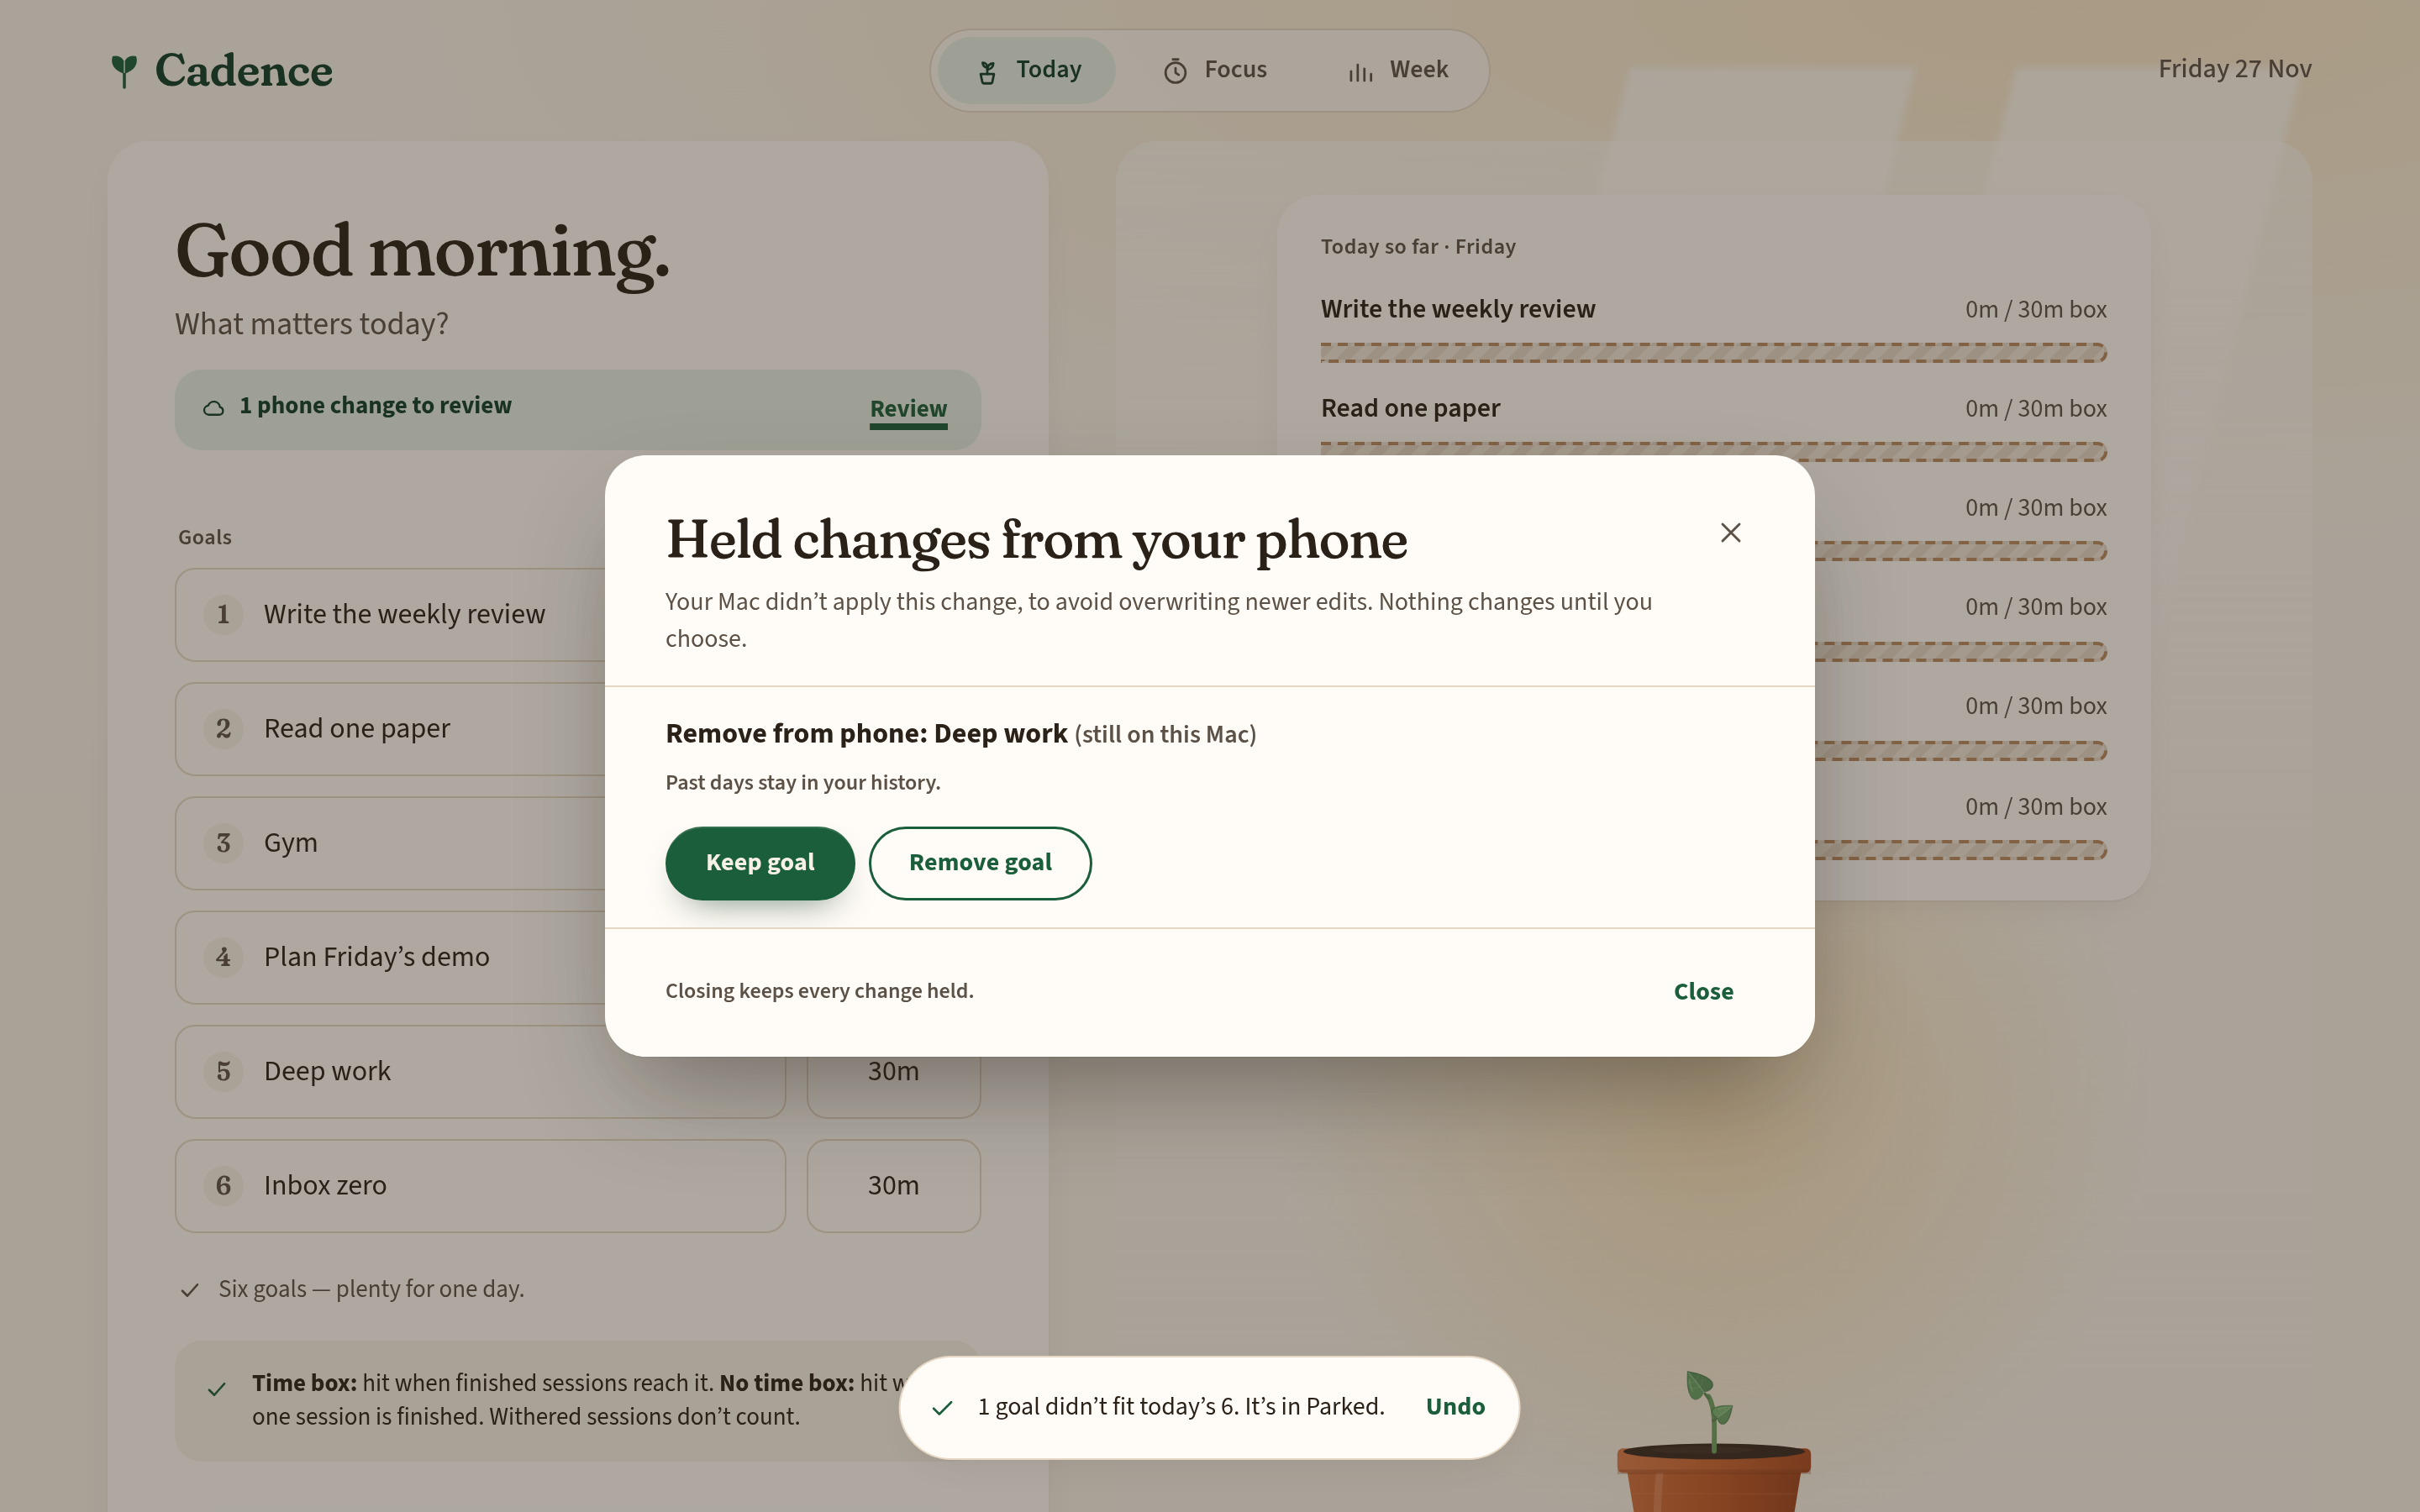 Cadence
Today
Focus
Week
Friday 27 Nov
Good morning.
What matters today?
1 phone change to review
Review
Goals
1 Write the weekly review
2 Read one paper
3 Gym
4 Plan Friday’s demo
5 Deep work
30m
6 Inbox zero
30m
Six goals — plenty for one day.
Time box: hit when finished sessions reach it. No time box: hit
one session is finished. Withered sessions don’t count.
Today so far · Friday
Write the weekly review
0m / 30m box
Read one paper
0m / 30m box
0m / 30m box
0m / 30m box
0m / 30m box
0m / 30m box
Held changes from your phone
Your Mac didn’t apply this change, to avoid overwriting newer edits. Nothing changes until you
choose.
Remove from phone: Deep work (still on this Mac)
Past days stay in your history.
Keep goal
Remove goal
Closing keeps every change held.
Close
1 goal didn’t fit today’s 6. It’s in Parked.
Undo